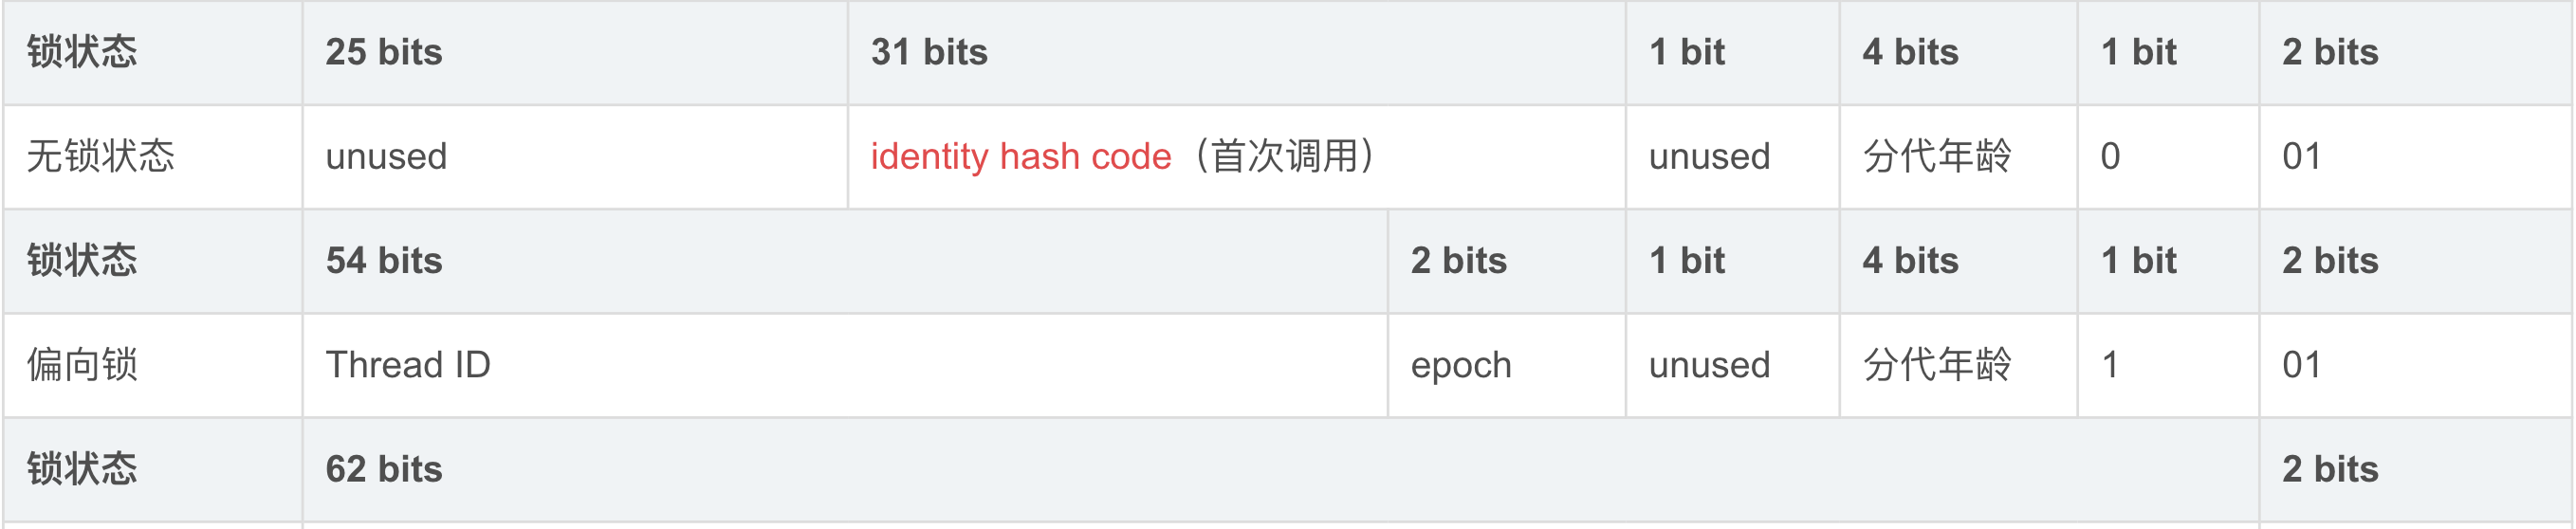 锁状态 25 bits 31 bits 1 bit 4 bits 1 bit 2 bits
无锁状态 unused identity hash code（首次调用） unused 分代年龄 0 01
锁状态 54 bits 2 bits 1 bit 4 bits 1 bit 2 bits
偏向锁 Thread ID epoch unused 分代年龄 1 01
锁状态 62 bits 2 bits